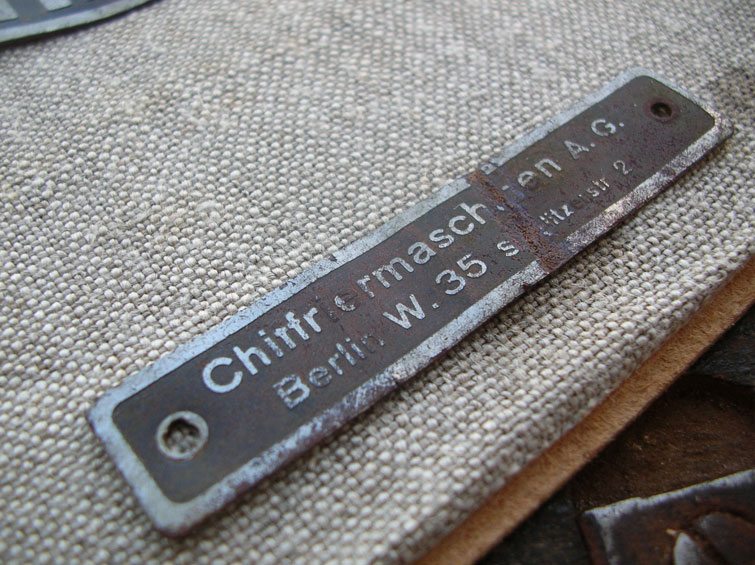 Chiffriermaschinen A.G.
Berlin W. 35